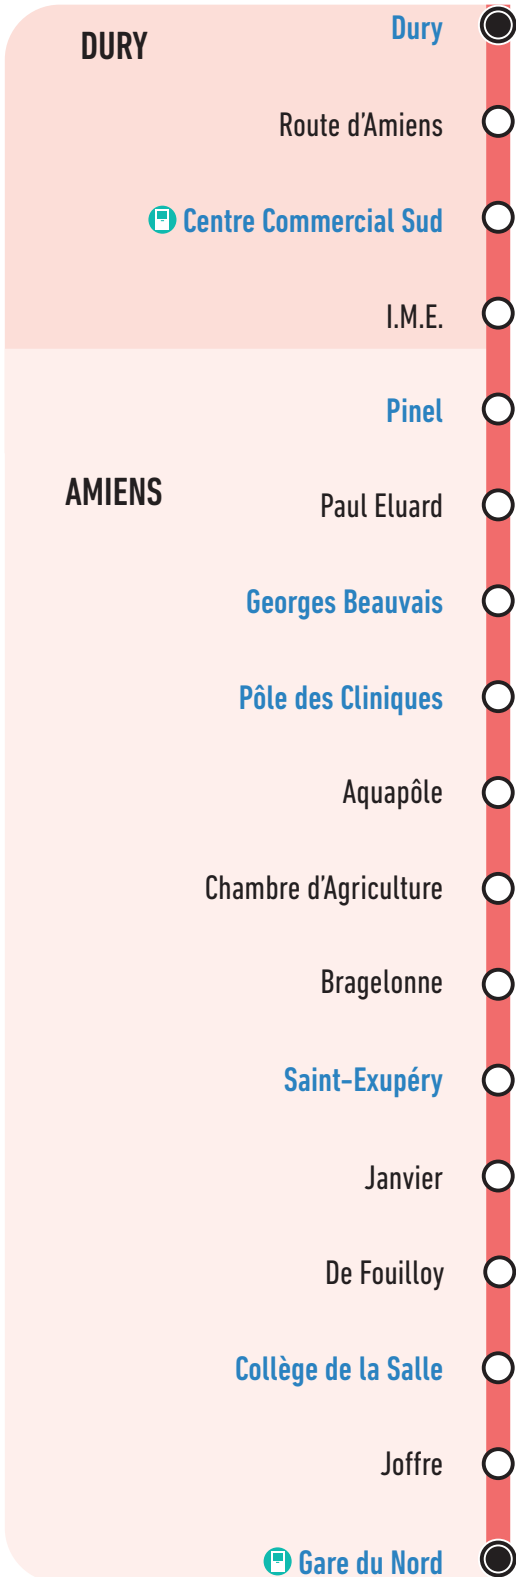 DURY
Dury
Route d'Amiens
Centre Commercial Sud
I.M.E.
Pinel
AMIENS
Paul Eluard
Georges Beauvais
Pôle des Cliniques
Aquapôle
Chambre d'Agriculture
Bragelonne
Saint-Exupéry
Janvier
De Fouilloy
Collège de la Salle
Joffre
Gare du Nord